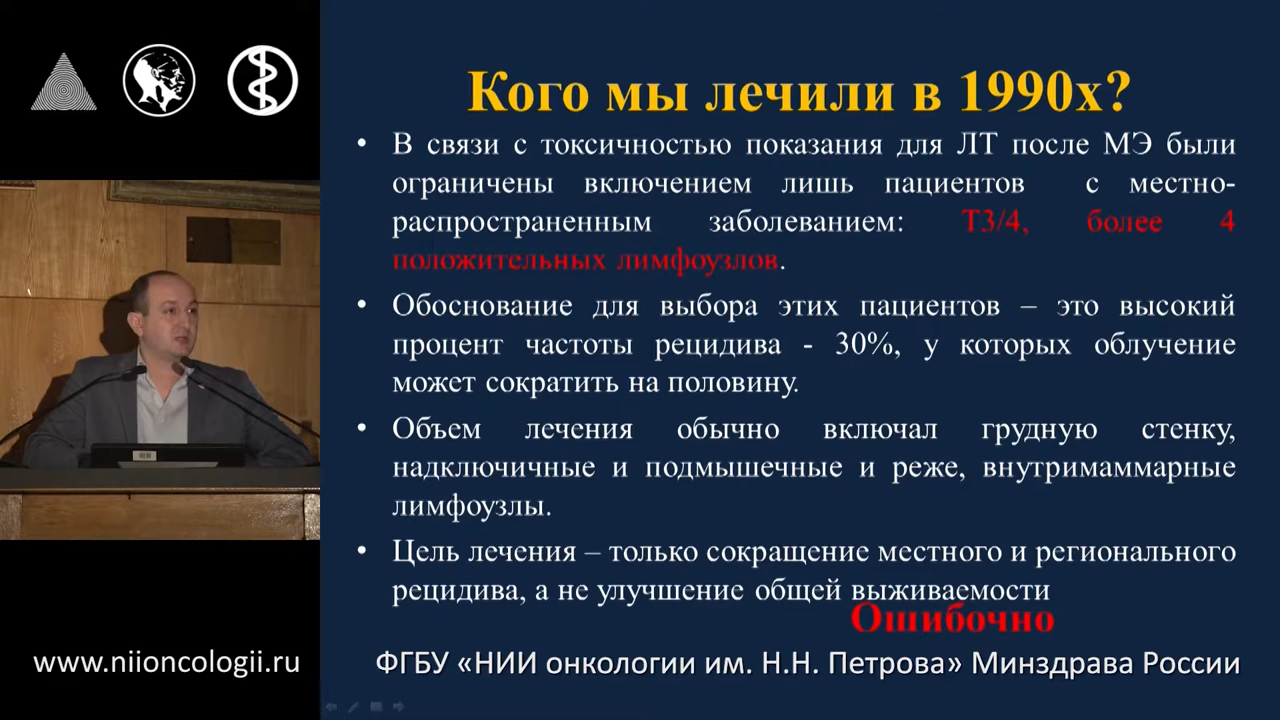 Кого мы лечили в 1990х?
• В связи с токсичностью показания для ЛТ после МЭ были
ограничены включением лишь пациентов с местно-
распространенным заболеванием: Т3/4, более 4
положительных лимфоузлов.
• Обоснование для выбора этих пациентов – это высокий
процент частоты рецидива - 30%, у которых облучение
может сократить на половину.
• Объем лечения обычно включал грудную стенку,
надключичные и подмышечные и реже, внутримаммарные
лимфоузлы.
• Цель лечения – только сокращение местного и регионального
рецидива, а не улучшение общей выживаемости
Ошибочно
www.niioncologii.ru
ФГБУ «НИИ онкологии им. Н.Н. Петрова» Минздрава России